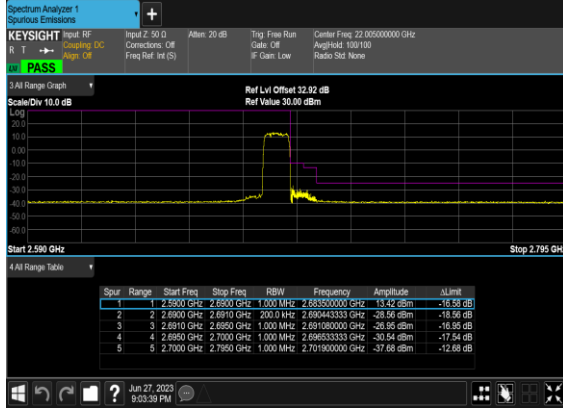 Spectrum Analyzer 1
Spurious Emissions
KEYSIGHT Input: RF Input Z: 50 Ω Atten: 20 dB Trig: Free Run Center Freq: 22.005000000 GHz
R T Coupling: DC Corrections: Off Gate: Off Avg|Hold: 100/100
Align: Off Freq Ref: Int (S) IF Gain: Low Radio Std: None
PASS
3 All Range Graph
Ref Lvl Offset 32.92 dB
Scale/Div 10.0 dB Ref Value 30.00 dBm
Log
20.0
10.0
0.00
-10.0
-20.0
-30.0
-40.0
-50.0
-60.0
Start 2.590 GHz Stop 2.795 GHz
4 All Range Table
Spur Range Start Freq Stop Freq RBW Frequency Amplitude ΔLimit
1 1 2.5900 GHz 2.6900 GHz 1.000 MHz 2.683500000 GHz 13.42 dBm -16.58 dB
2 2 2.6900 GHz 2.6910 GHz 200.0 kHz 2.690443333 GHz -28.56 dBm -18.56 dB
3 3 2.6910 GHz 2.6950 GHz 1.000 MHz 2.691080000 GHz -26.95 dBm -16.95 dB
4 4 2.6950 GHz 2.7000 GHz 1.000 MHz 2.696533333 GHz -30.54 dBm -17.54 dB
5 5 2.7000 GHz 2.7950 GHz 1.000 MHz 2.701900000 GHz -37.68 dBm -12.68 dB
Jun 27, 2023
9:03:39 PM